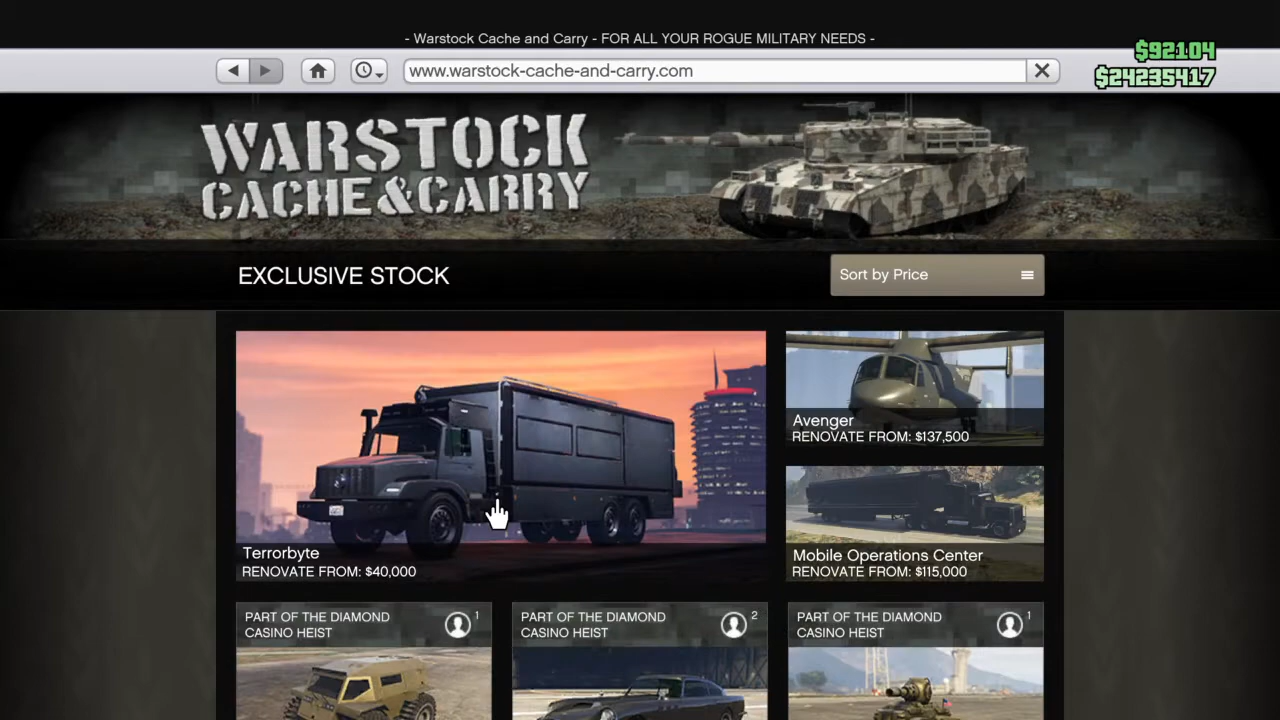 - Warstock Cache and Carry - FOR ALL YOUR ROGUE MILITARY NEEDS -
$92104
www.warstock-cache-and-carry.com
$24235417
WARSTOCK
CACHE & CARRY
EXCLUSIVE STOCK
Sort by Price
Terrorbyte
RENOVATE FROM: $40,000
Avenger
RENOVATE FROM: $137,500
Mobile Operations Center
RENOVATE FROM: $115,000
PART OF THE DIAMOND
CASINO HEIST
1
PART OF THE DIAMOND
CASINO HEIST
2
PART OF THE DIAMOND
CASINO HEIST
1